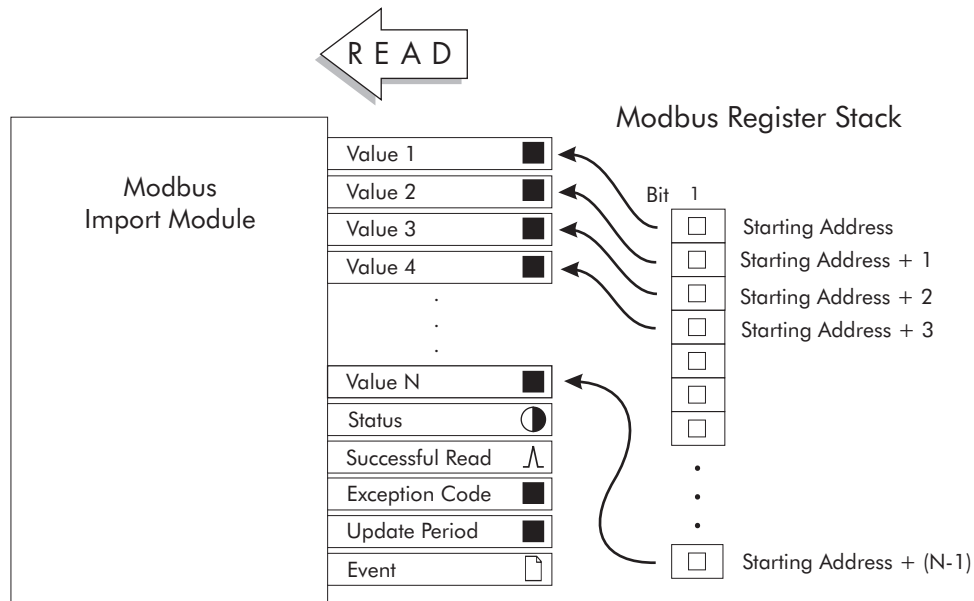 READ
Modbus Register Stack
Modbus
Import Module
Value 1
Value 2
Value 3
Value 4
.
.
.
Value N
Status
Successful Read
Exception Code
Update Period
Event
Bit 1
Starting Address
Starting Address + 1
Starting Address + 2
Starting Address + 3
Starting Address + (N-1)